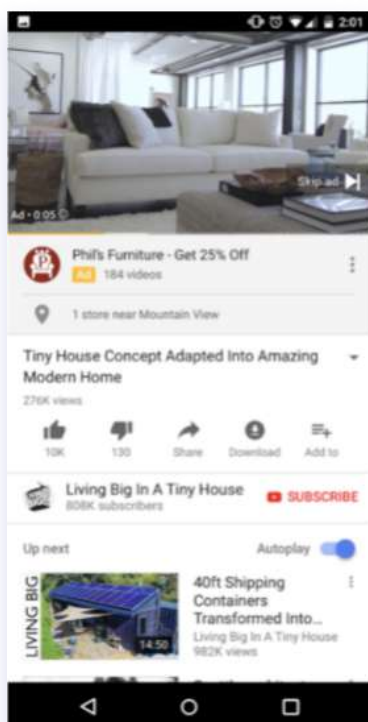 2:01
Skip ad
Ad • 0:05
Phil's Furniture - Get 25% Off
Ad 184 videos
1 store near Mountain View
Tiny House Concept Adapted Into Amazing
Modern Home
276K views
10K 130 Share Download Add to
Living Big In A Tiny House SUBSCRIBE
808K subscribers
Up next Autoplay
LIVING BIG
14:50
40ft Shipping
Containers
Transformed Into...
Living Big In A Tiny House
982K views